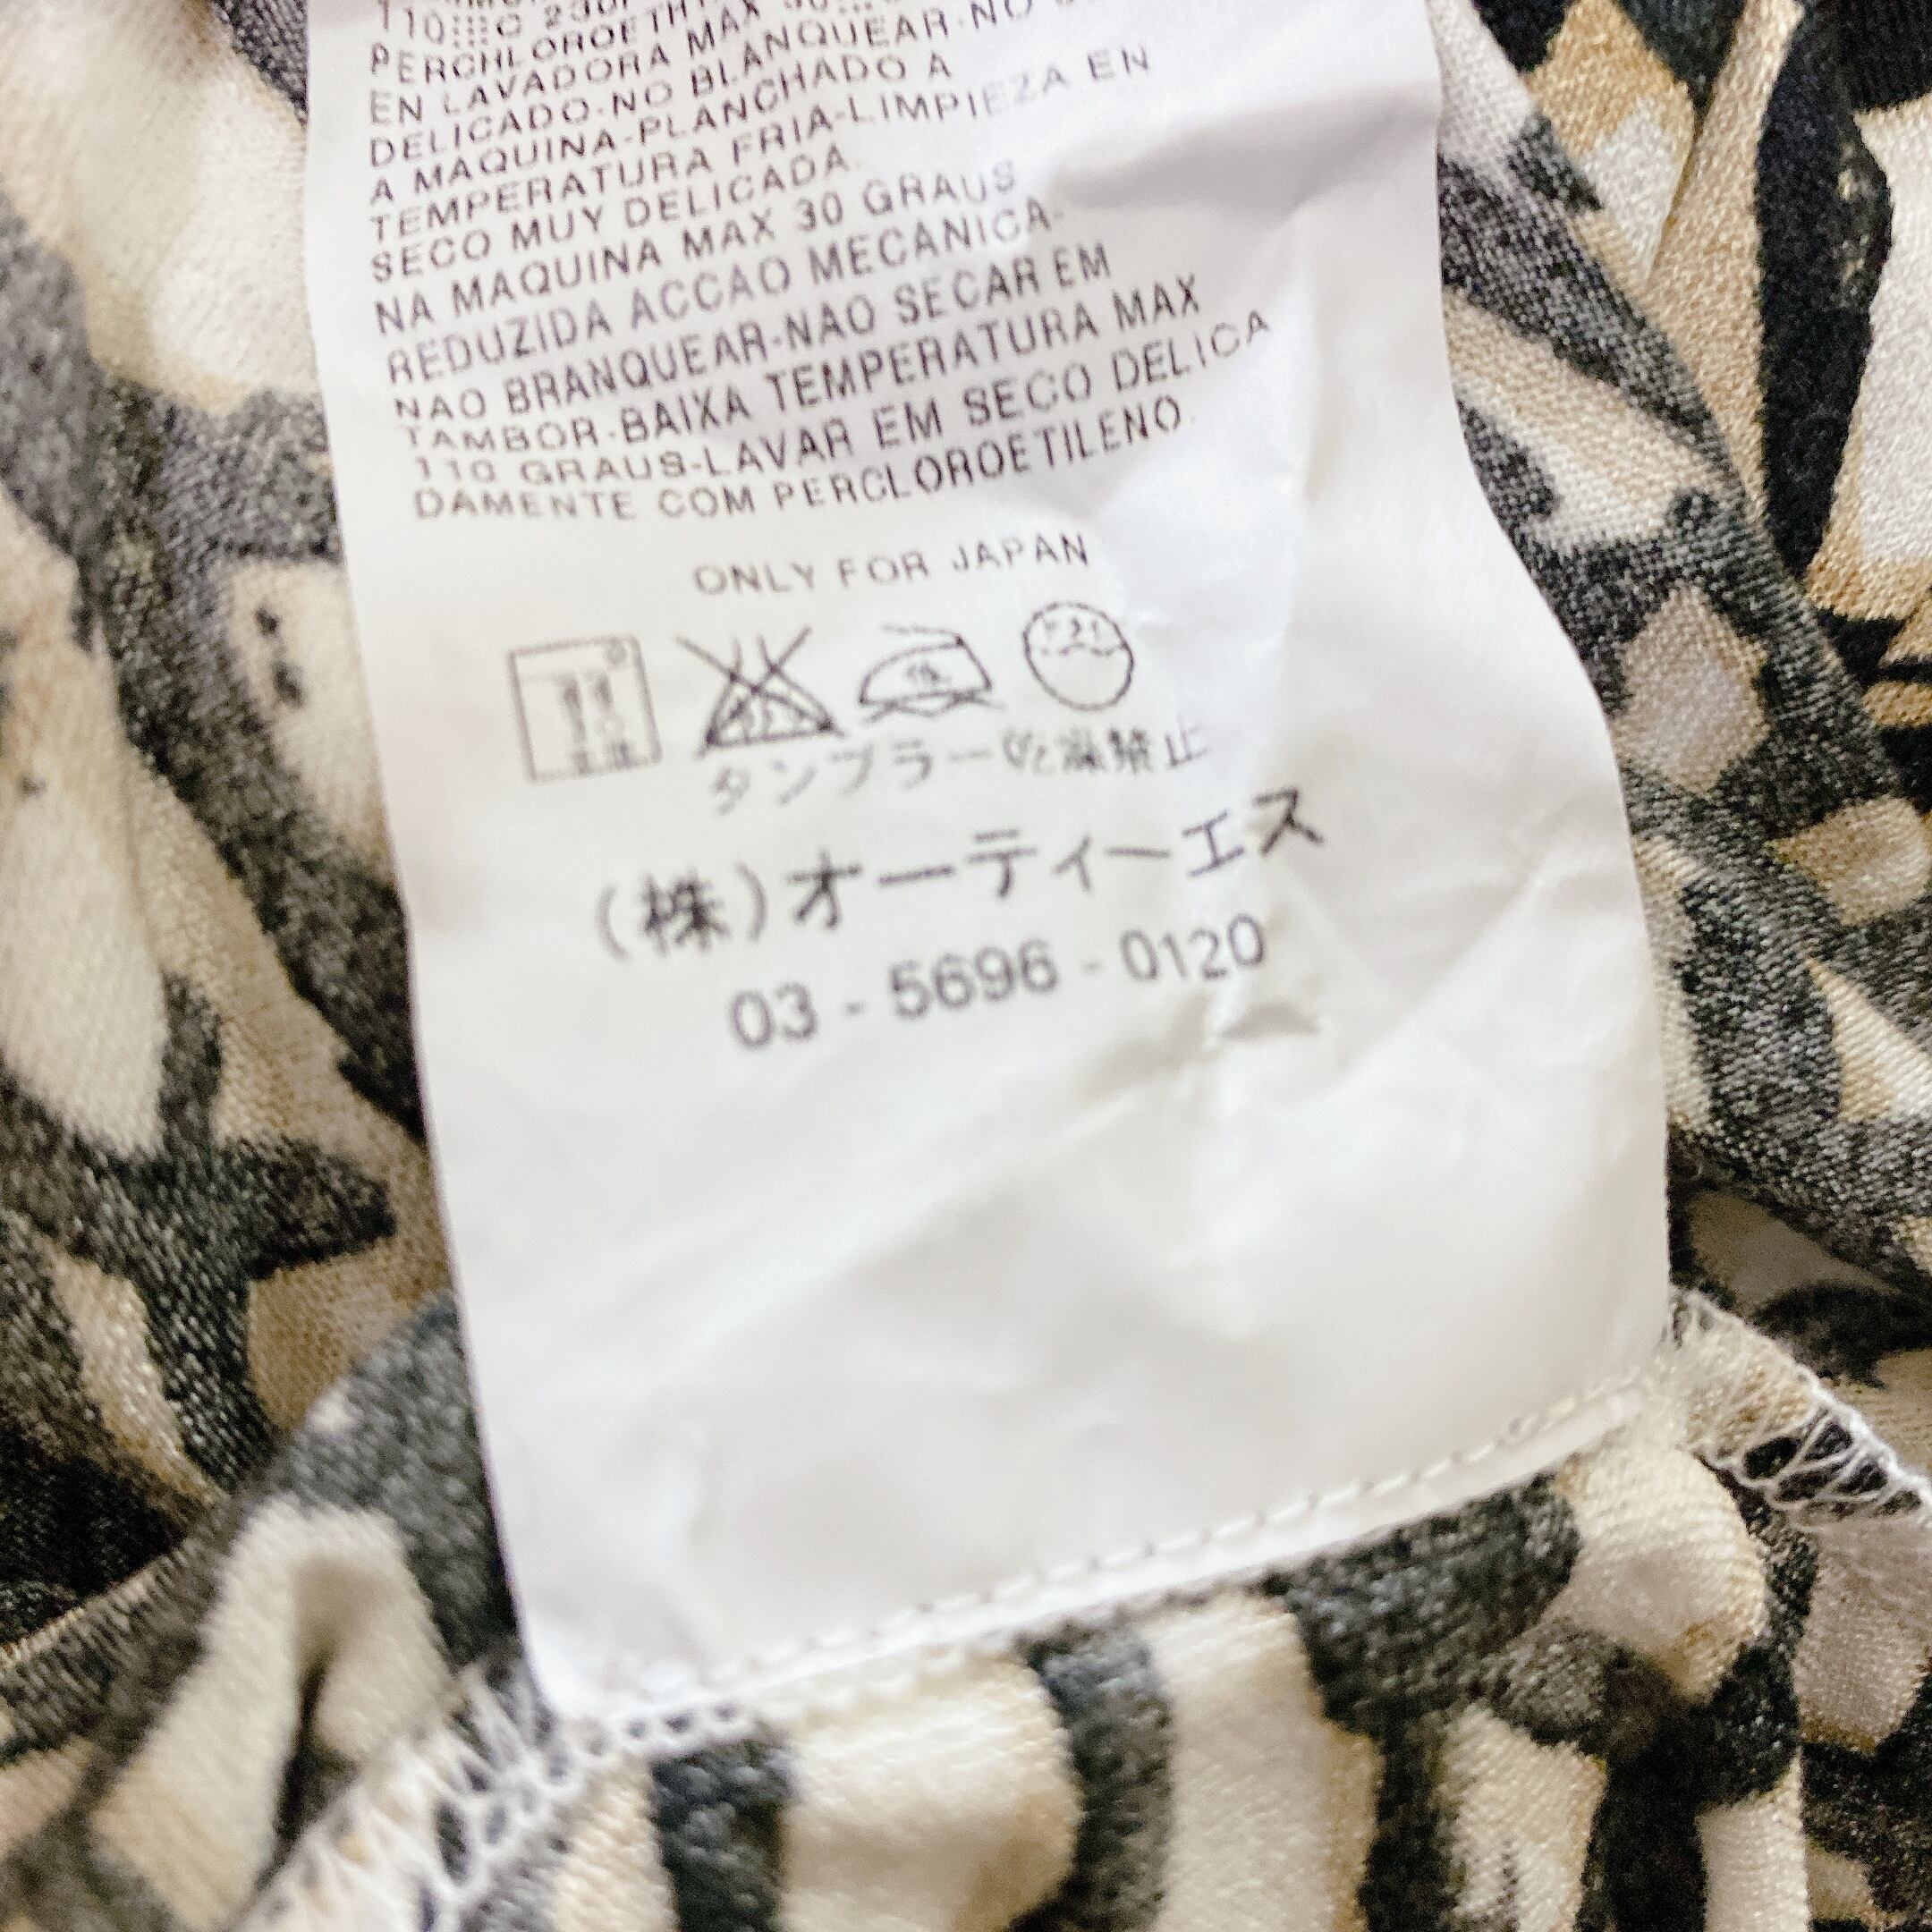 PERCHLOROETHY
EN LAVADORA MAX
DELICADO-NO BLANQUEAR-NO
A MAQUINA-PLANCHADO A
TEMPERATURA FRIA-LIMPIEZA EN
SECO MUY DELICADA.
NA MAQUINA MAX 30 GRAUS
REDUZIDA ACCAO MECANICA-
NAO BRANQUEAR-NAO SECAR EM
TAMBOR-BAIXA TEMPERATURA MAX
110 GRAUS-LAVAR EM SECO DELICA
DAMENTE COM PERCLOROETILENO.
ONLY FOR JAPAN
低
タンブラー乾燥禁止
(株)オーティーエス
03-5696-0120